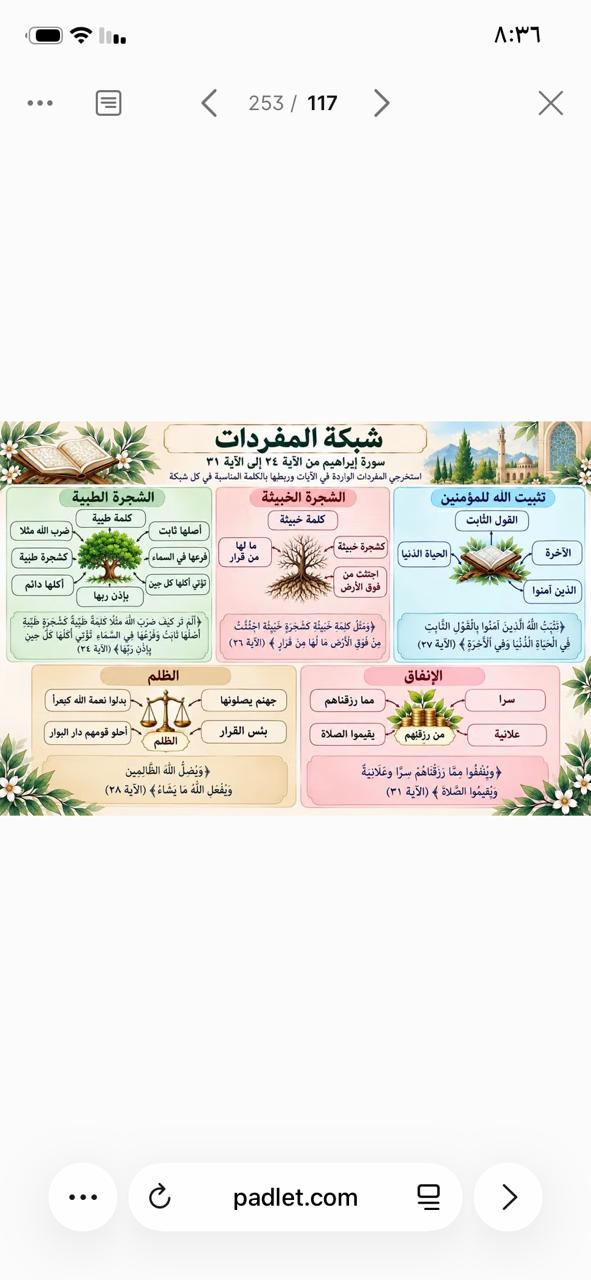 ٨:٣٦
253 / 117
شبكة المفردات
سورة إبراهيم من الآية ٢٤ إلى الآية ٣١
استخرجي المفردات الواردة في الآيات وربطها بالكلمة المناسبة في كل شبكة
تثبيت الله للمؤمنين
القول الثابت
الآخرة
الحياة الدنيا
الذين آمنوا
﴿يُثَبِّتُ اللَّهُ الَّذِينَ آمَنُوا بِالْقَوْلِ الثَّابِتِ
فِي الْحَيَاةِ الدُّنْيَا وَفِي الْآخِرَةِ﴾ (الآية ٢٧)
الشجرة الخبيثة
كلمة خبيثة
كشجرة خبيثة
ما لها
من قرار
اجتثت من
فوق الأرض
﴿وَمَثَلُ كَلِمَةٍ خَبِيثَةٍ كَشَجَرَةٍ خَبِيثَةٍ اجْتُثَّتْ
مِنْ فَوْقِ الْأَرْضِ مَا لَهَا مِنْ قَرَارٍ﴾ (الآية ٢٦)
الشجرة الطيبة
كلمة طيبة
أصلها ثابت
ضرب الله مثلا
فرعها في السماء
كشجرة طيبة
تؤتي أكلها كل حين
أكلها دائم
بإذن ربها
﴿أَلَمْ تَر كَيْفَ ضَرَبَ اللَّهُ مَثَلًا كَلِمَةً طَيِّبَةً كَشَجَرَةٍ طَيِّبَةٍ
أَصْلُهَا ثَابِتٌ وَفَرْعُهَا فِي السَّمَاءِ تُؤْتِي أُكُلَهَا كُلَّ حِينٍ
بِإِذْنِ رَبِّهَا﴾ (الآية ٢٤)
الإنفاق
سرا
مما رزقناهم
علانية
من رزقهم
يقيموا الصلاة
﴿وَيُنْفِقُوا مِمَّا رَزَقْنَاهُمْ سِرًّا وَعَلَانِيَةً
وَيُقِيمُوا الصَّلَاةَ﴾ (الآية ٣١)
الظلم
جهنم يصلونها
بدلوا نعمة الله كبعرأ
بئس القرار
أحلو قومهم دار البوار
الظلم
﴿وَيُضِلُّ اللَّهُ الظَّالِمِينَ
وَيَفْعَلُ اللَّهُ مَا يَشَاءُ﴾ (الآية ٢٨)
padlet.com